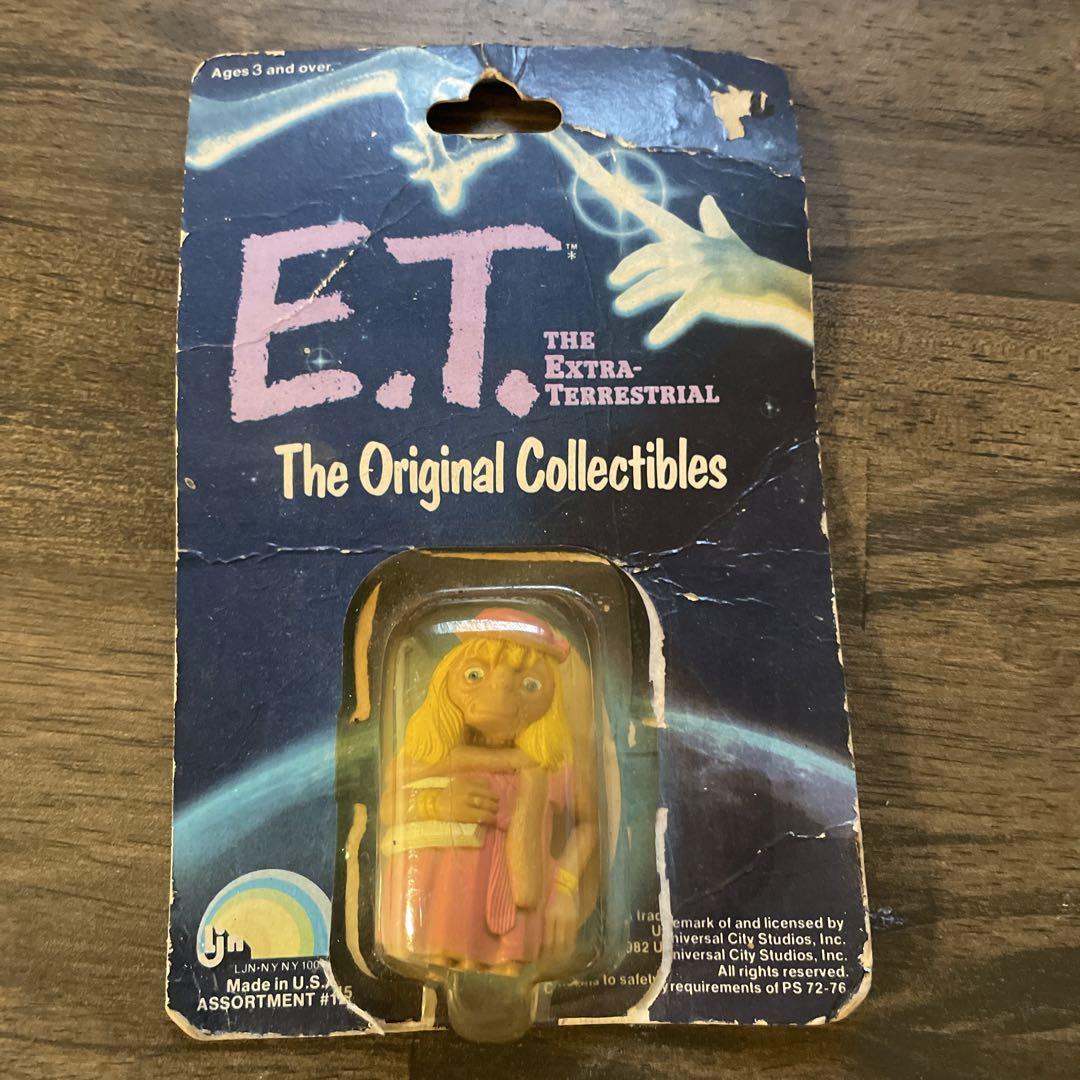 Ages 3 and over.
E.T.
™
*
THE
EXTRA-
TERRESTRIAL
The Original Collectibles
ljn
LJN-NY NY 100
Made in U.S.A
ASSORTMENT #
emark of and licensed by
Universal City Studios, Inc.
982 Universal City Studios, Inc.
All rights reserved.
to safety requirements of PS 72-76